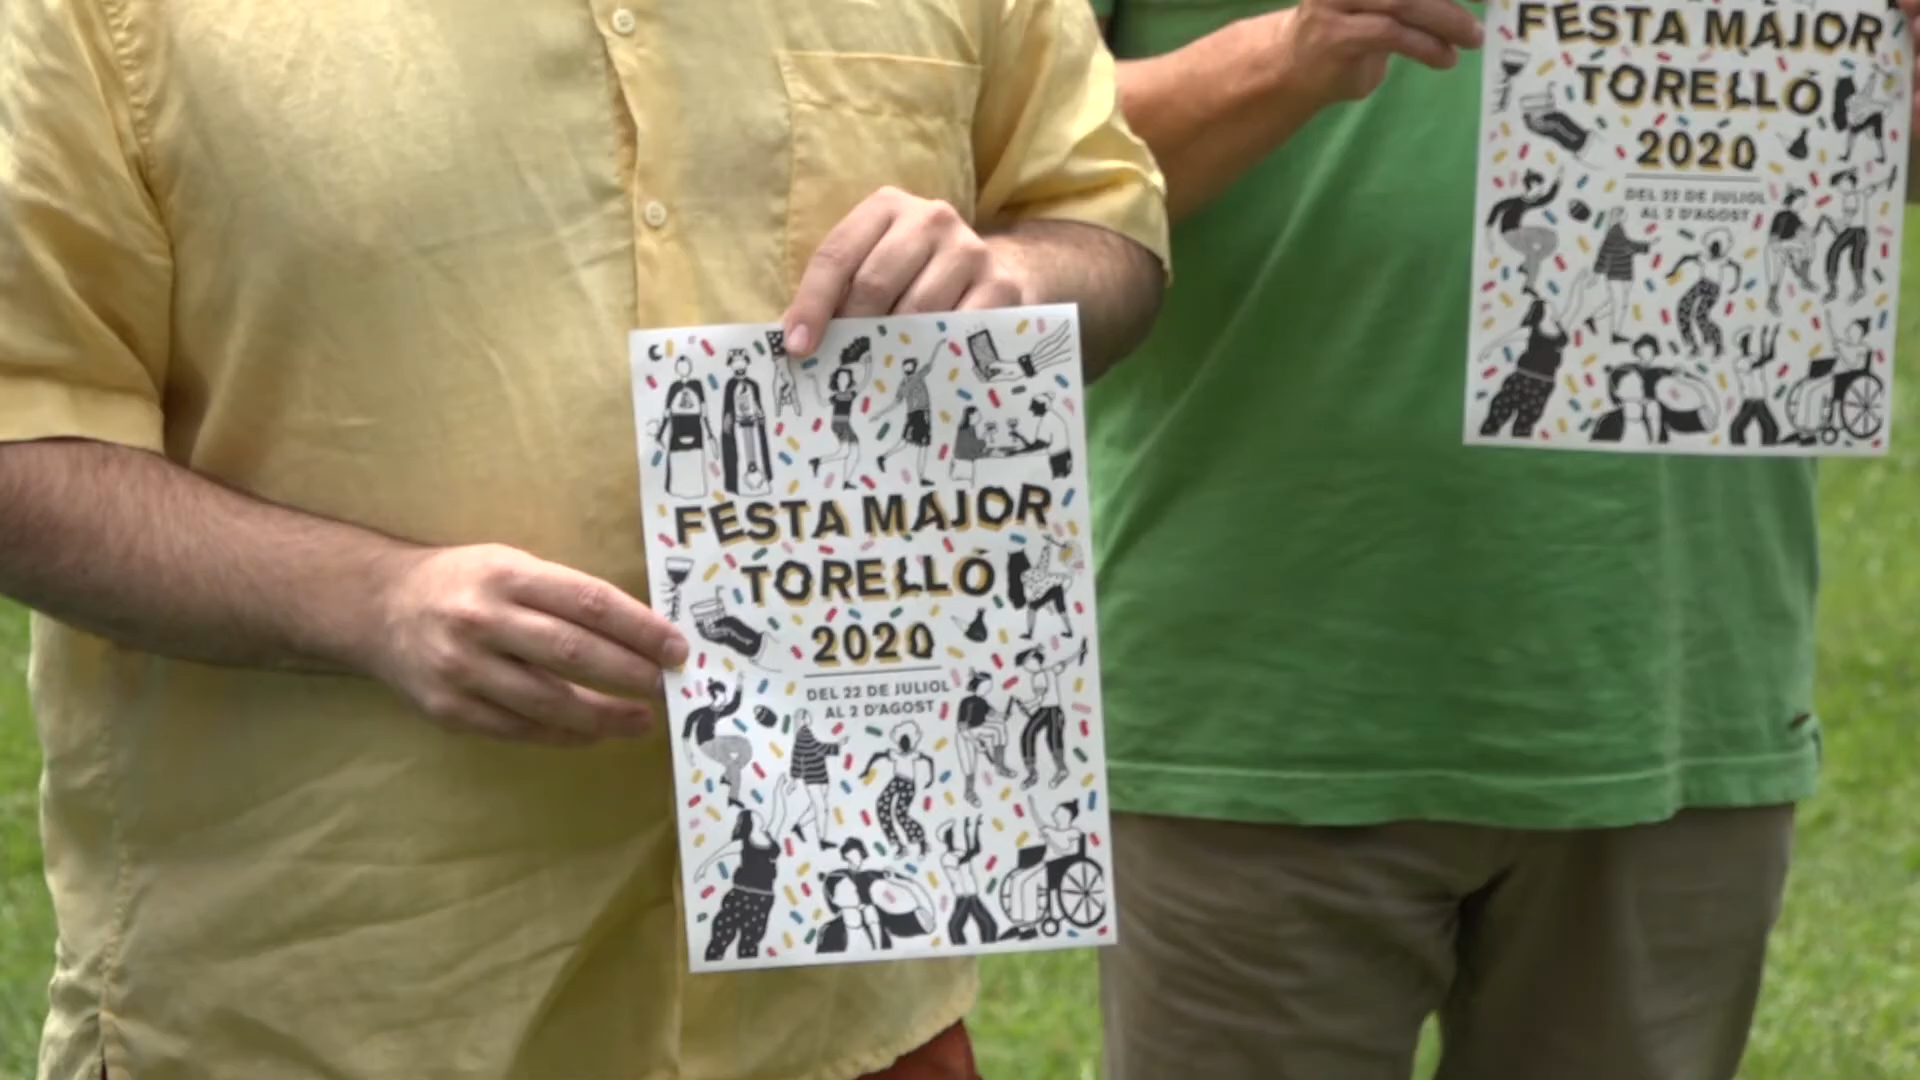 FESTA MAJOR
TORELLÓ
2020
DEL 22 DE JULIOL
AL 2 D'AGOST
FESTA MAJOR
TORELLÓ
2020
DEL 22 DE JULIOL
AL 2 D'AGOST